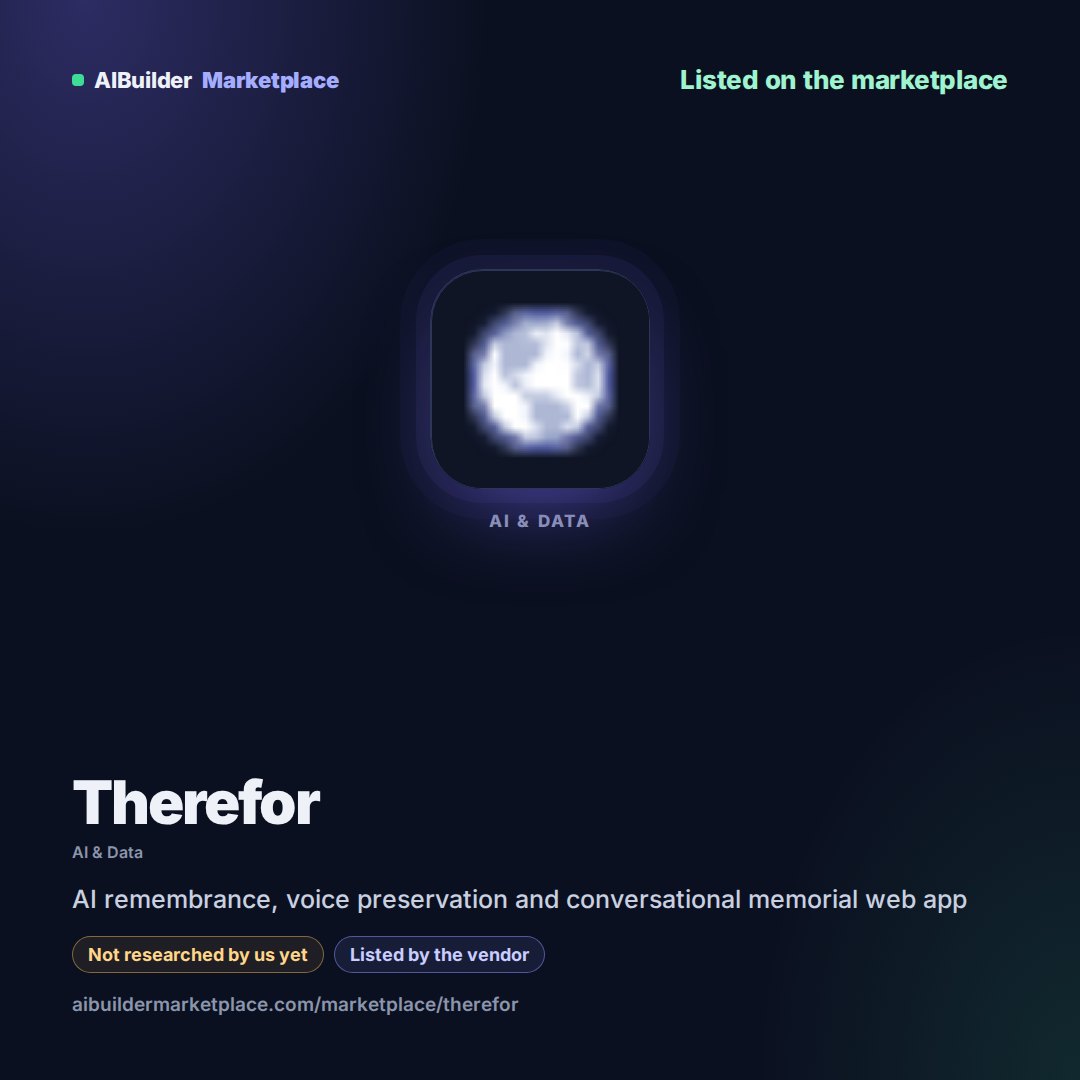 AIBuilder Marketplace
Listed on the marketplace
AI & DATA
Therefor
AI & Data
AI remembrance, voice preservation and conversational memorial web app
Not researched by us yet
Listed by the vendor
aibuildermarketplace.com/marketplace/therefor